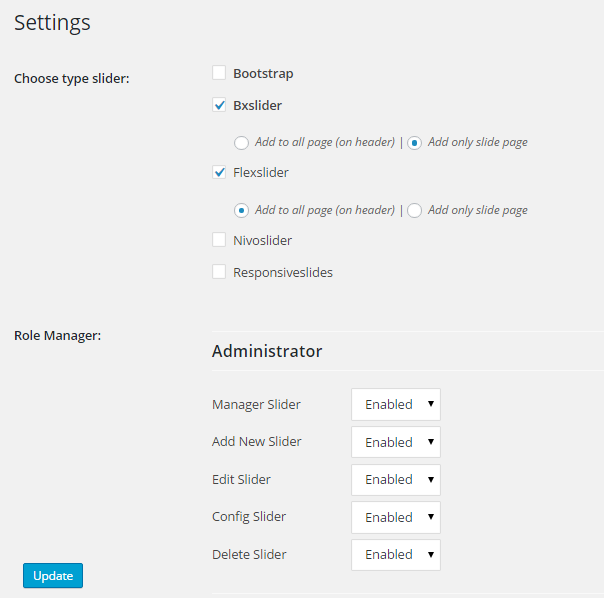 Settings
Choose type slider:
Bootstrap
Bxslider
Add to all page (on header) | Add only slide page
Flexslider
Add to all page (on header) | Add only slide page
Nivoslider
Responsiveslides
Role Manager:
Administrator
Manager Slider Enabled
Add New Slider Enabled
Edit Slider Enabled
Config Slider Enabled
Delete Slider Enabled
Update